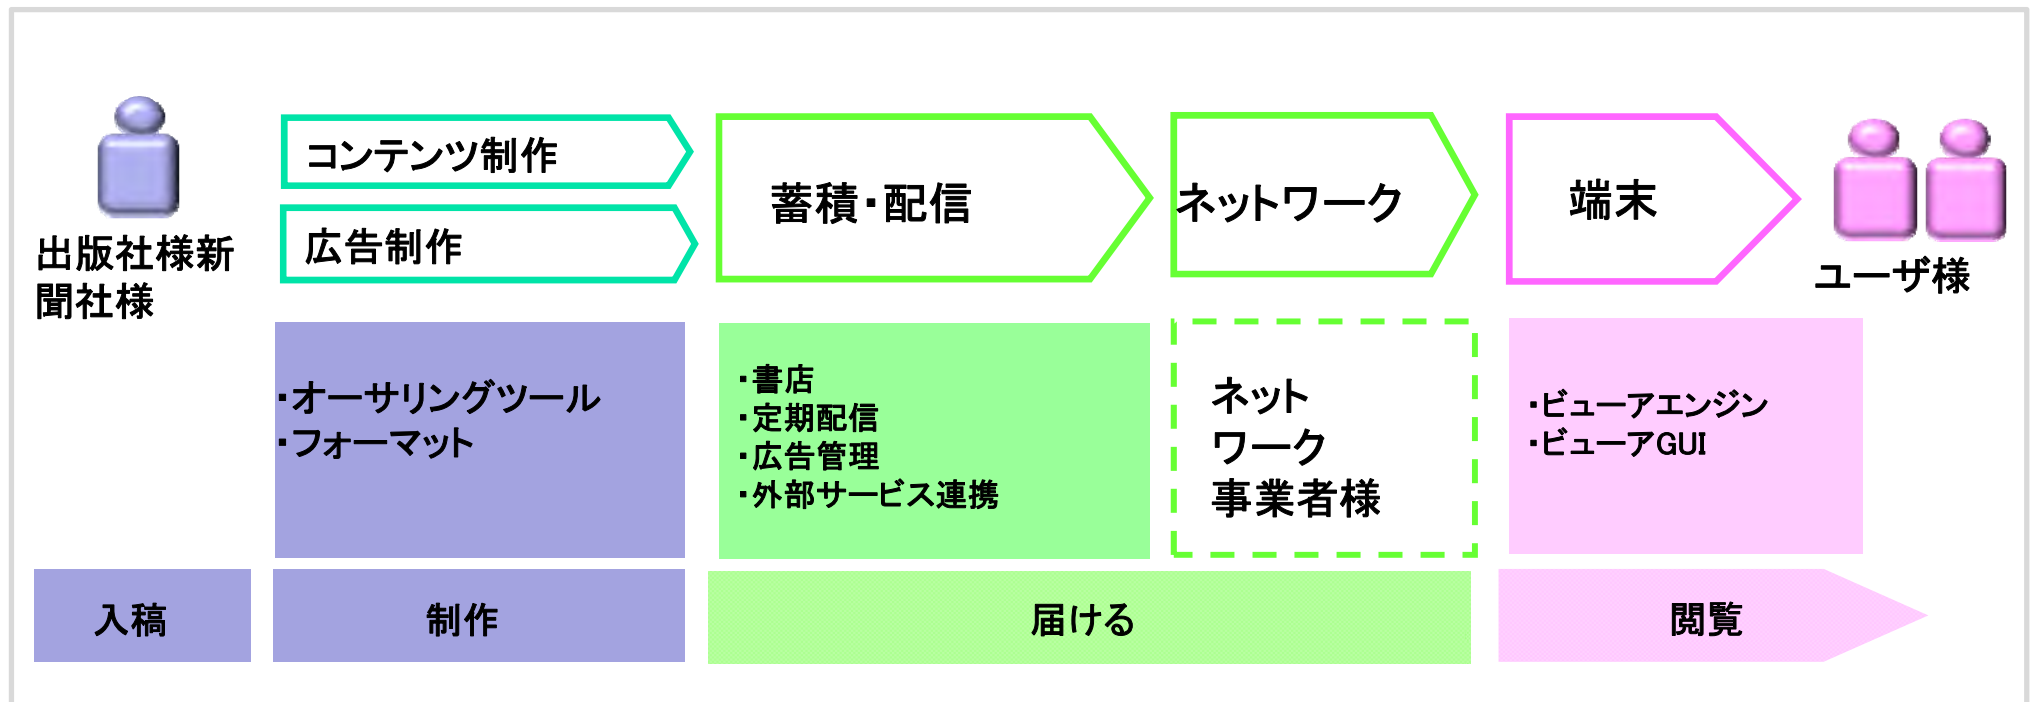 出版社様新
聞社様
コンテンツ制作
広告制作
蓄積・配信
ネットワーク
端末
ユーザ様
・オーサリングツール
・フォーマット
・書店
・定期配信
・広告管理
・外部サービス連携
ネット
ワーク
事業者様
・ビューアエンジン
・ビューアGUI
入稿
制作
届ける
閲覧